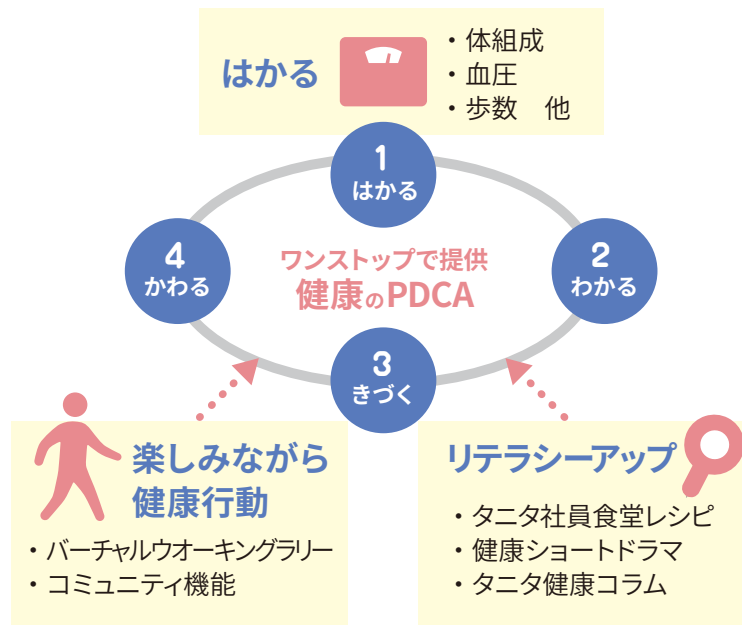 はかる
・体組成
・血圧
・歩数　他
1
はかる
4
かわる
ワンストップで提供
健康のPDCA
2
わかる
3
きづく
楽しみながら
健康行動
・バーチャルウオーキングラリー
・コミュニティ機能
リテラシーアップ
・タニタ社員食堂レシピ
・健康ショートドラマ
・タニタ健康コラム